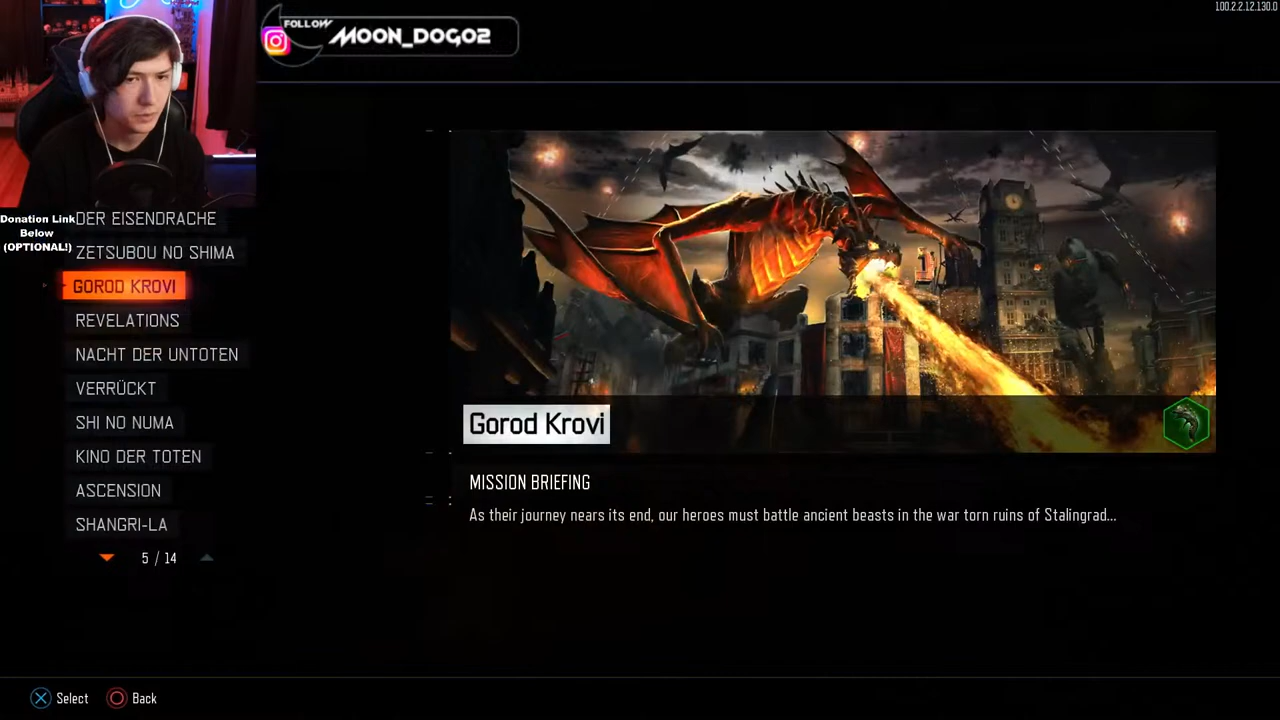 100.2.2.12.130.0
FOLLOW
MOON_DOG02
Donation Link
Below
(OPTIONAL!)
DER EISENDRACHE
ZETSUBOU NO SHIMA
GOROD KROVI
REVELATIONS
NACHT DER UNTOTEN
VERRÜCKT
SHI NO NUMA
KINO DER TOTEN
ASCENSION
SHANGRI-LA
5 / 14
Gorod Krovi
MISSION BRIEFING
As their journey nears its end, our heroes must battle ancient beasts in the war torn ruins of Stalingrad...
Select
Back